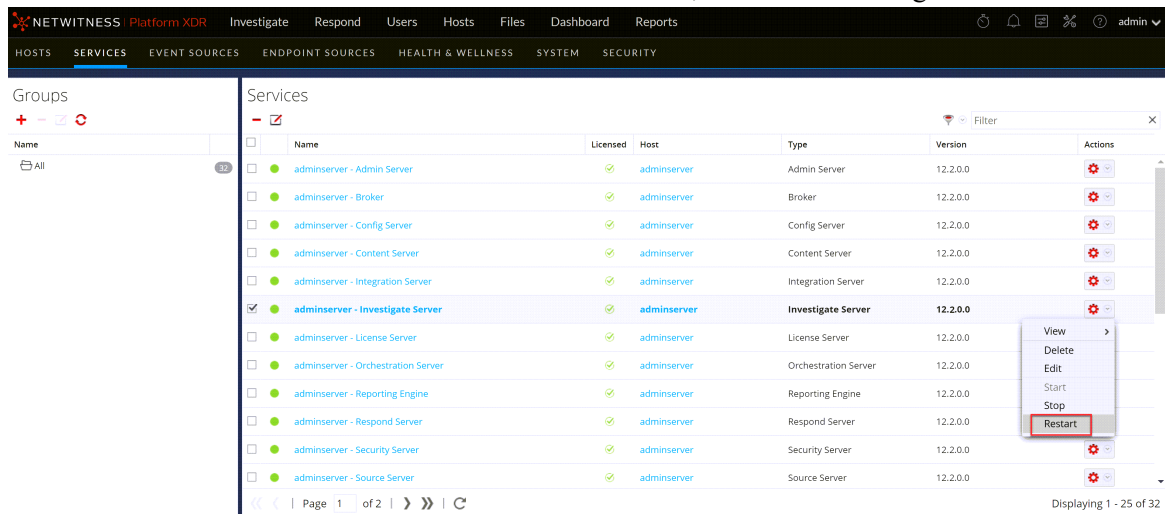 NETWITNESS Platform XDR Investigate Respond Users Hosts Files Dashboard Reports admin
HOSTS SERVICES EVENT SOURCES ENDPOINT SOURCES HEALTH & WELLNESS SYSTEM SECURITY
Groups
Name
All 32
Services
Filter
Name Licensed Host Type Version Actions
adminserver - Admin Server adminserver Admin Server 12.2.0.0
adminserver - Broker adminserver Broker 12.2.0.0
adminserver - Config Server adminserver Config Server 12.2.0.0
adminserver - Content Server adminserver Content Server 12.2.0.0
adminserver - Integration Server adminserver Integration Server 12.2.0.0
adminserver - Investigate Server adminserver Investigate Server 12.2.0.0
adminserver - License Server adminserver License Server 12.2.0.0
adminserver - Orchestration Server adminserver Orchestration Server 12.2.0.0
adminserver - Reporting Engine adminserver Reporting Engine 12.2.0.0
adminserver - Respond Server adminserver Respond Server 12.2.0.0
adminserver - Security Server adminserver Security Server 12.2.0.0
adminserver - Source Server adminserver Source Server 12.2.0.0
View
Delete
Edit
Start
Stop
Restart
Page 1 of 2 Displaying 1 - 25 of 32